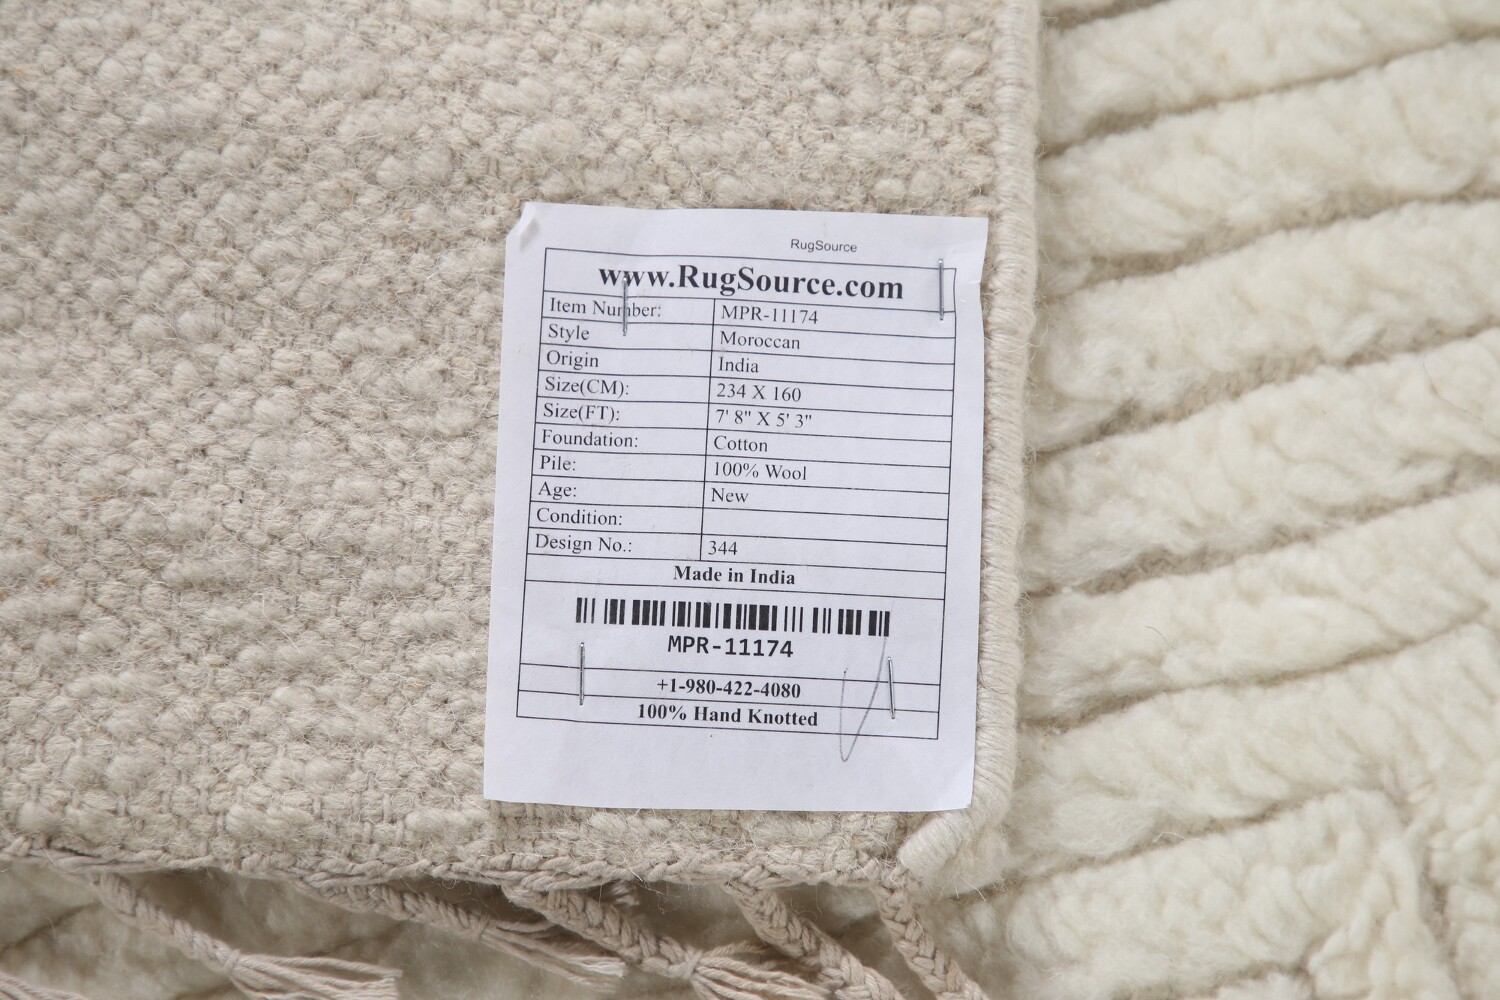 RugSource
www.RugSource.com
Item Number: MPR-11174
Style Moroccan
Origin India
Size(CM): 234 X 160
Size(FT): 7' 8" X 5' 3"
Foundation: Cotton
Pile: 100% Wool
Age: New
Condition:
Design No.: 344
Made in India
MPR-11174
+1-980-422-4080
100% Hand Knotted